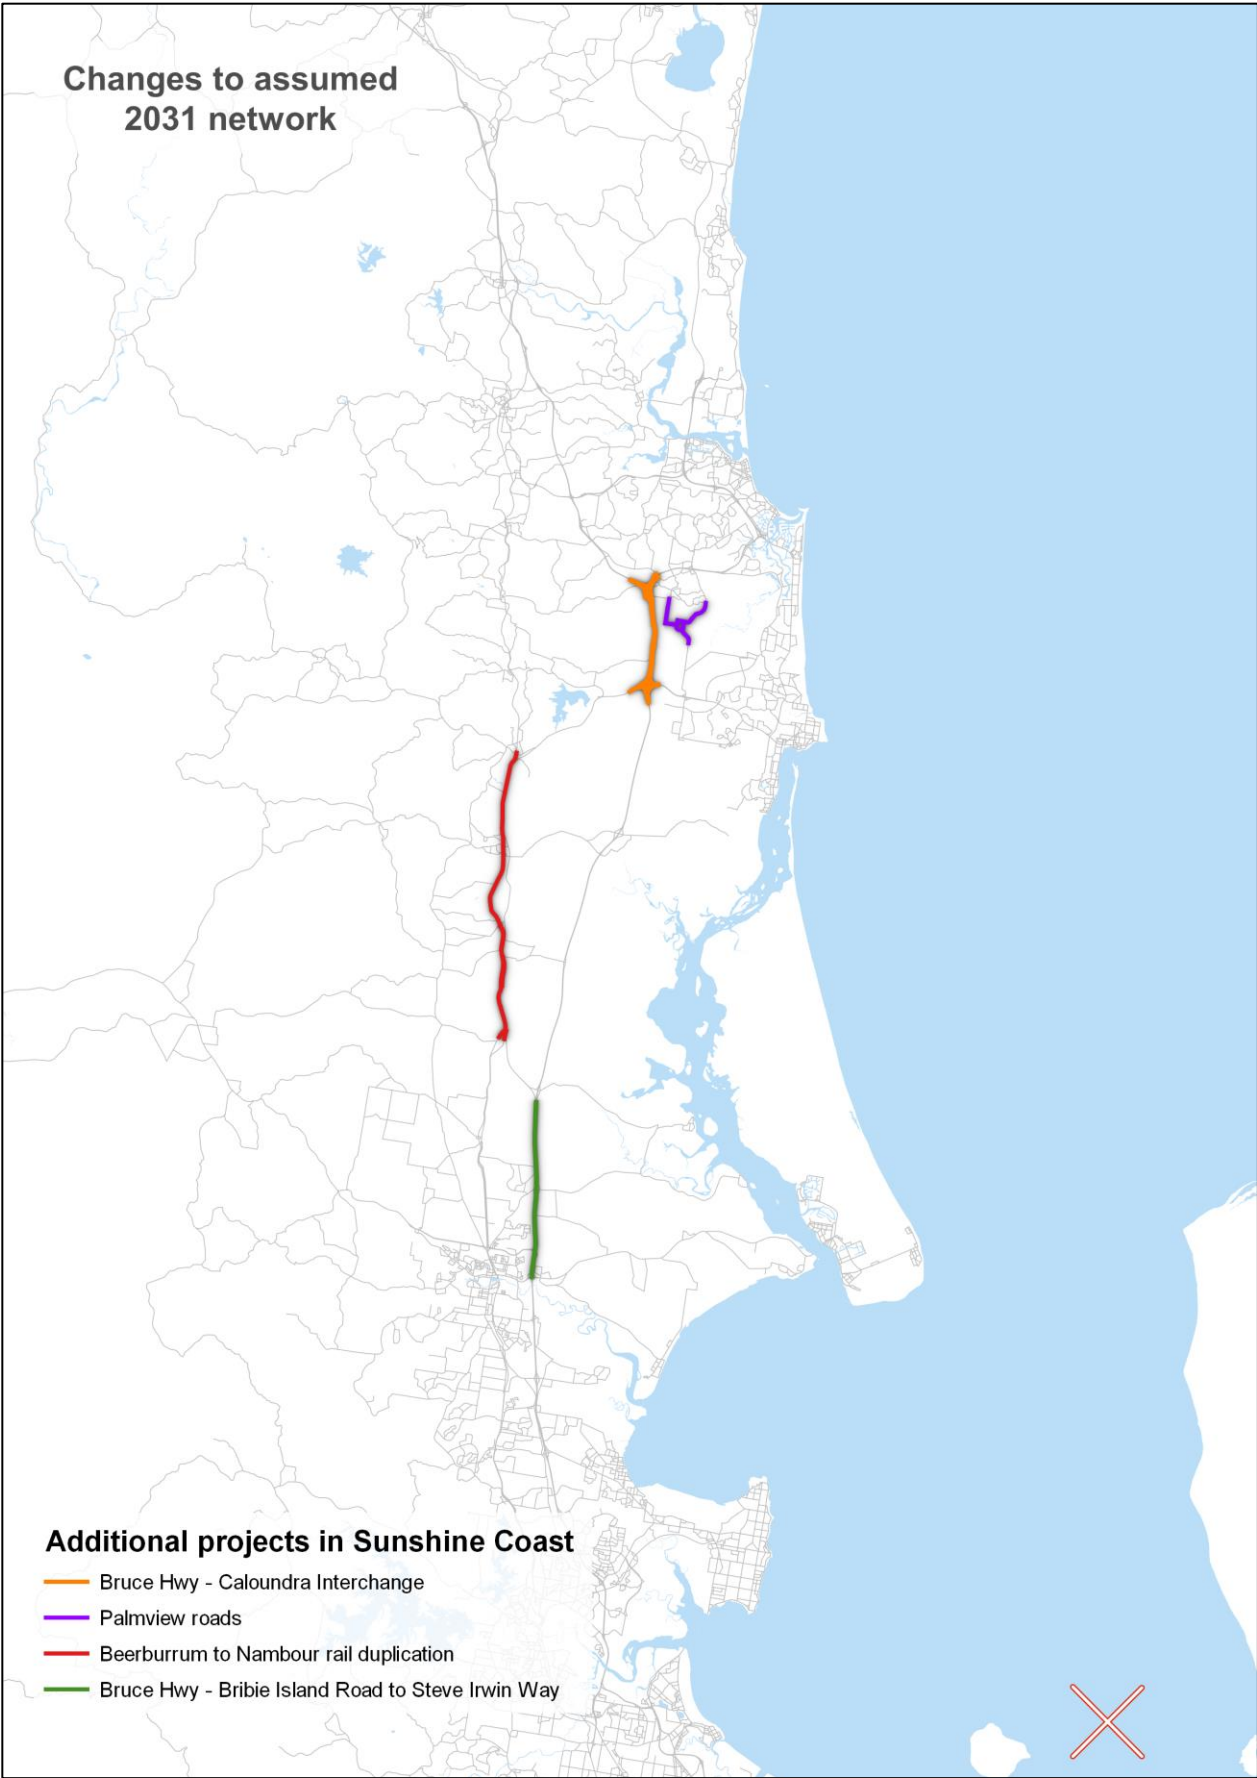 Changes to assumed
2031 network
Additional projects in Sunshine Coast
Bruce Hwy - Caloundra Interchange
Palmview roads
Beerburrum to Nambour rail duplication
Bruce Hwy - Bribie Island Road to Steve Irwin Way